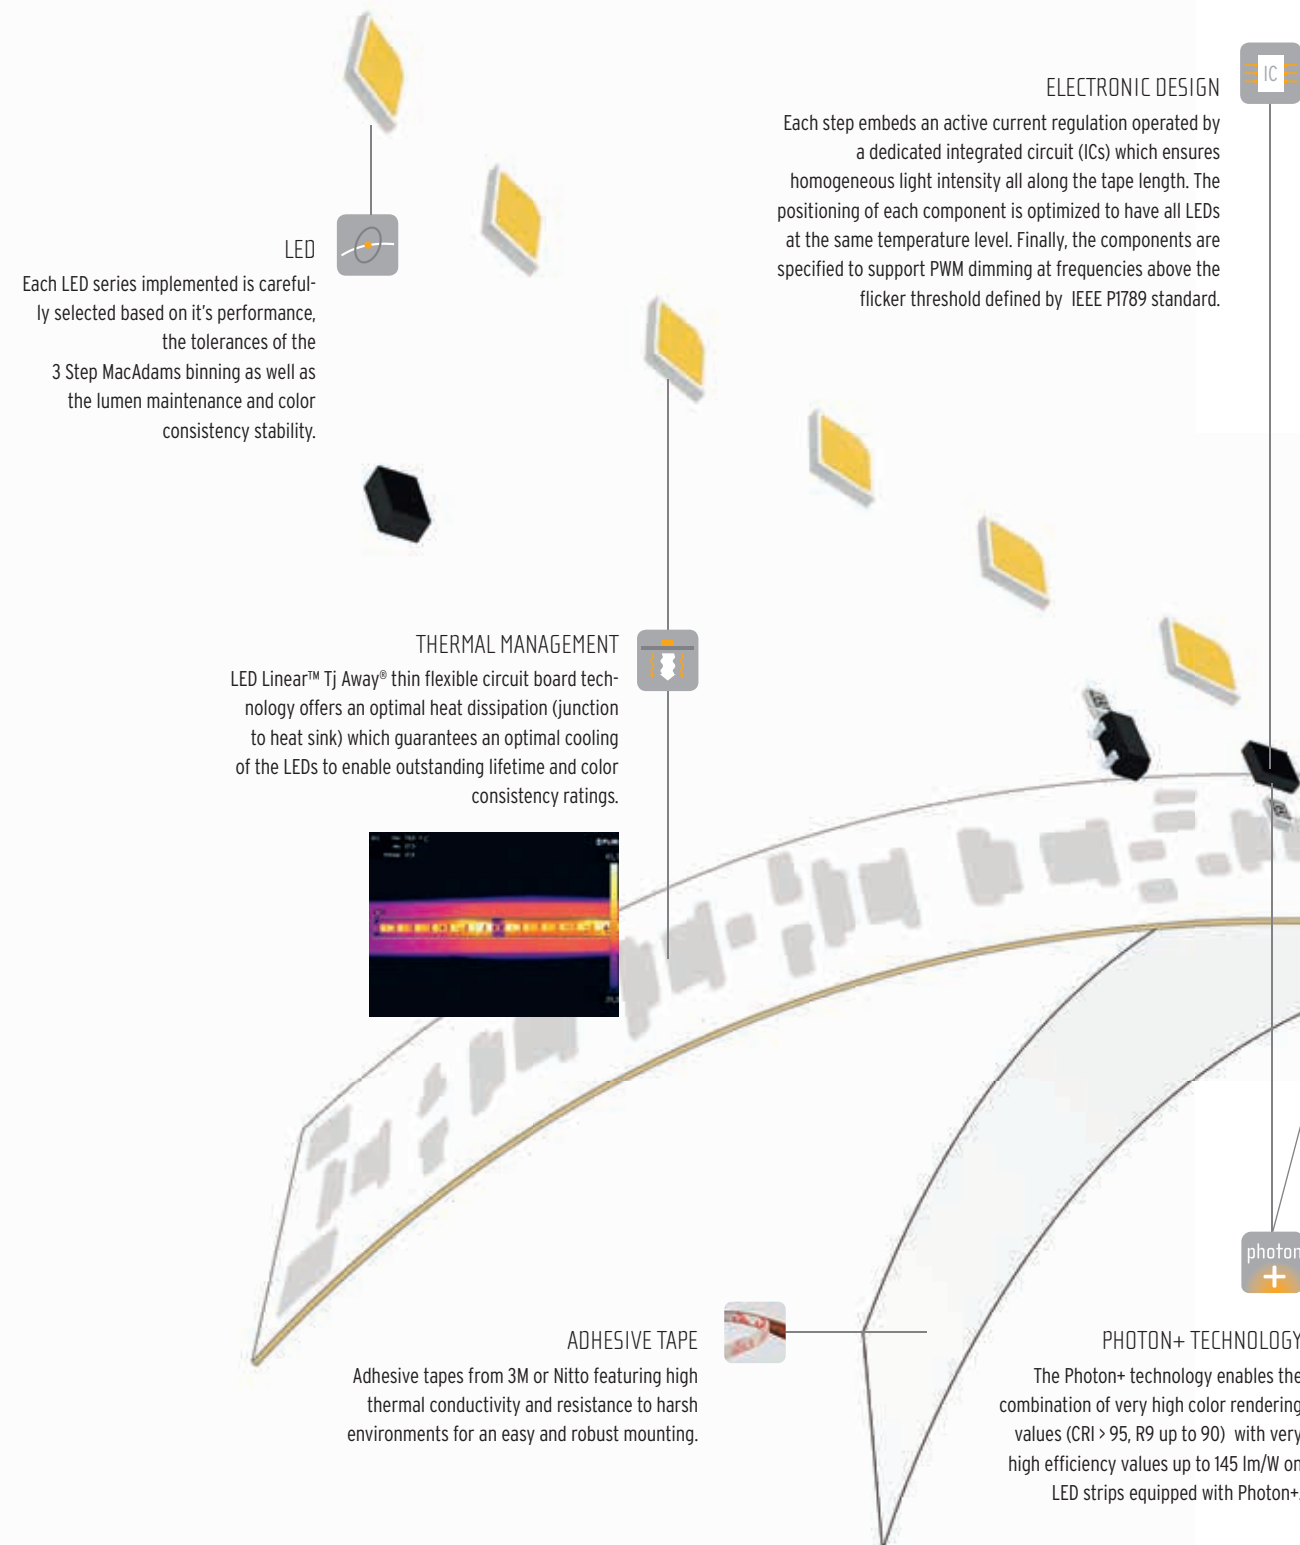 ELECTRONIC DESIGN
IC
Each step embeds an active current regulation operated by
a dedicated integrated circuit (ICs) which ensures
homogeneous light intensity all along the tape length. The
positioning of each component is optimized to have all LEDs
at the same temperature level. Finally, the components are
specified to support PWM dimming at frequencies above the
flicker threshold defined by  IEEE P1789 standard.
LED
Each LED series implemented is careful-
ly selected based on it's performance,
the tolerances of the
3 Step MacAdams binning as well as
the lumen maintenance and color
consistency stability.
THERMAL MANAGEMENT
LED Linear™ Tj Away® thin flexible circuit board tech-
nology offers an optimal heat dissipation (junction
to heat sink) which guarantees an optimal cooling
of the LEDs to enable outstanding lifetime and color
consistency ratings.
ADHESIVE TAPE
Adhesive tapes from 3M or Nitto featuring high
thermal conductivity and resistance to harsh
environments for an easy and robust mounting.
photon
+
PHOTON+ TECHNOLOGY
The Photon+ technology enables the
combination of very high color rendering
values (CRI > 95, R9 up to 90)  with very
high efficiency values up to 145 lm/W on
LED strips equipped with Photon+.